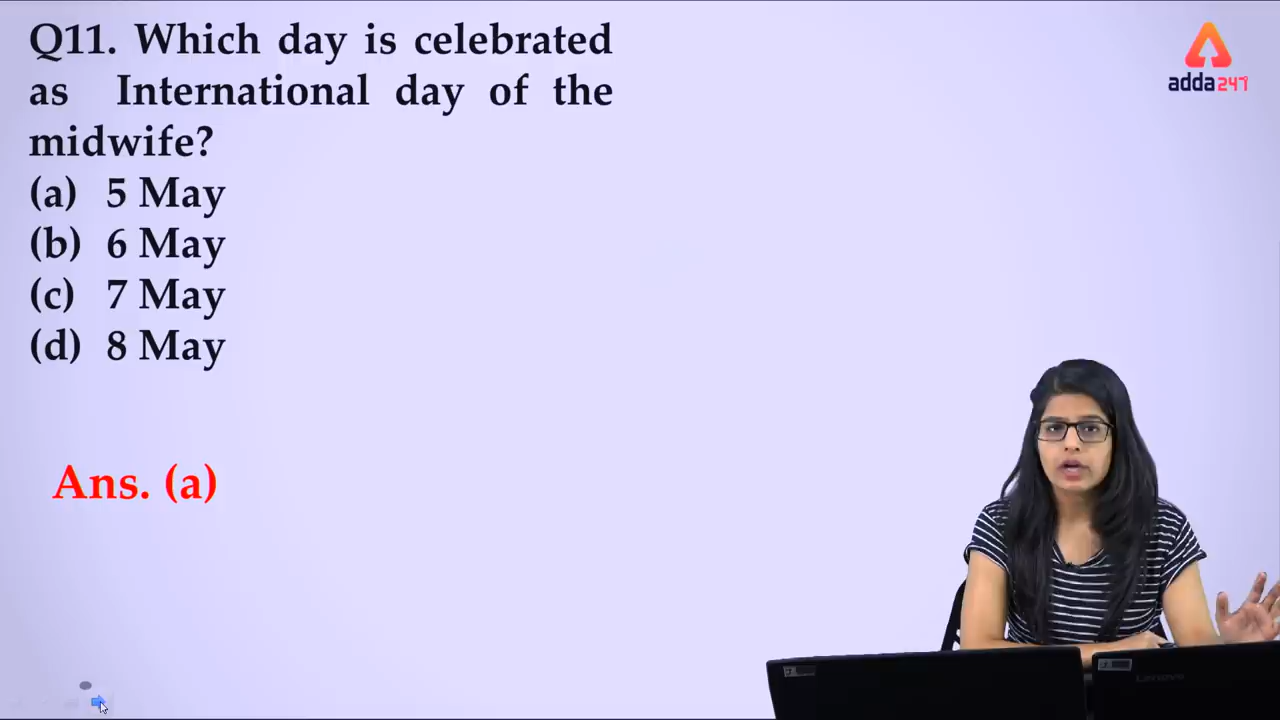 Q11. Which day is celebrated
as International day of the
midwife?
(a) 5 May
(b) 6 May
(c) 7 May
(d) 8 May
Ans. (a)
adda247
Lenovo